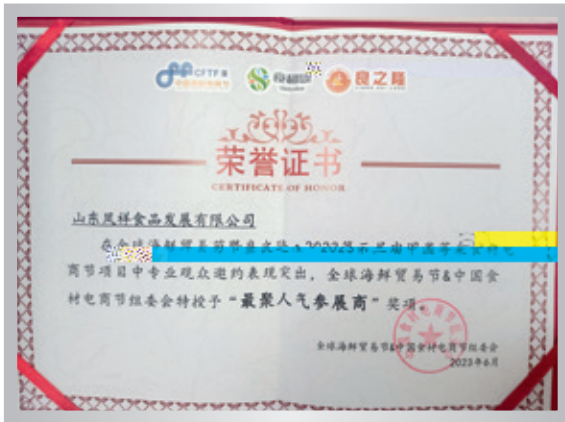 CFTF
良之隆
荣誉证书
CERTIFICATE OF HONOR
山东凤祥食品发展有限公司
商节项目中专业观众邀约表现突出，全球海鲜贸易节&中国食
材电商节组委会特授予“最聚人气参展商”奖项。
全球海鲜贸易节&中国食材电商节组委会
2023年6月